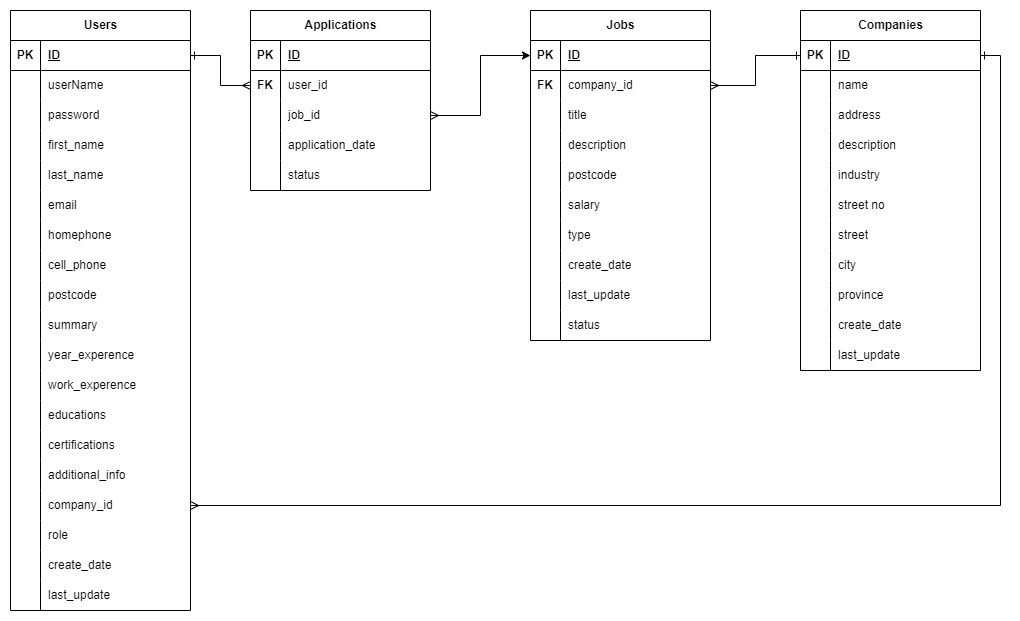 Users
PK ID
userName
password
first_name
last_name
email
homephone
cell_phone
postcode
summary
year_experence
work_experence
educations
certifications
additional_info
company_id
role
create_date
last_update
Applications
PK ID
FK user_id
job_id
application_date
status
Jobs
PK ID
FK company_id
title
description
postcode
salary
type
create_date
last_update
status
Companies
PK ID
name
address
description
industry
street no
street
city
province
create_date
last_update